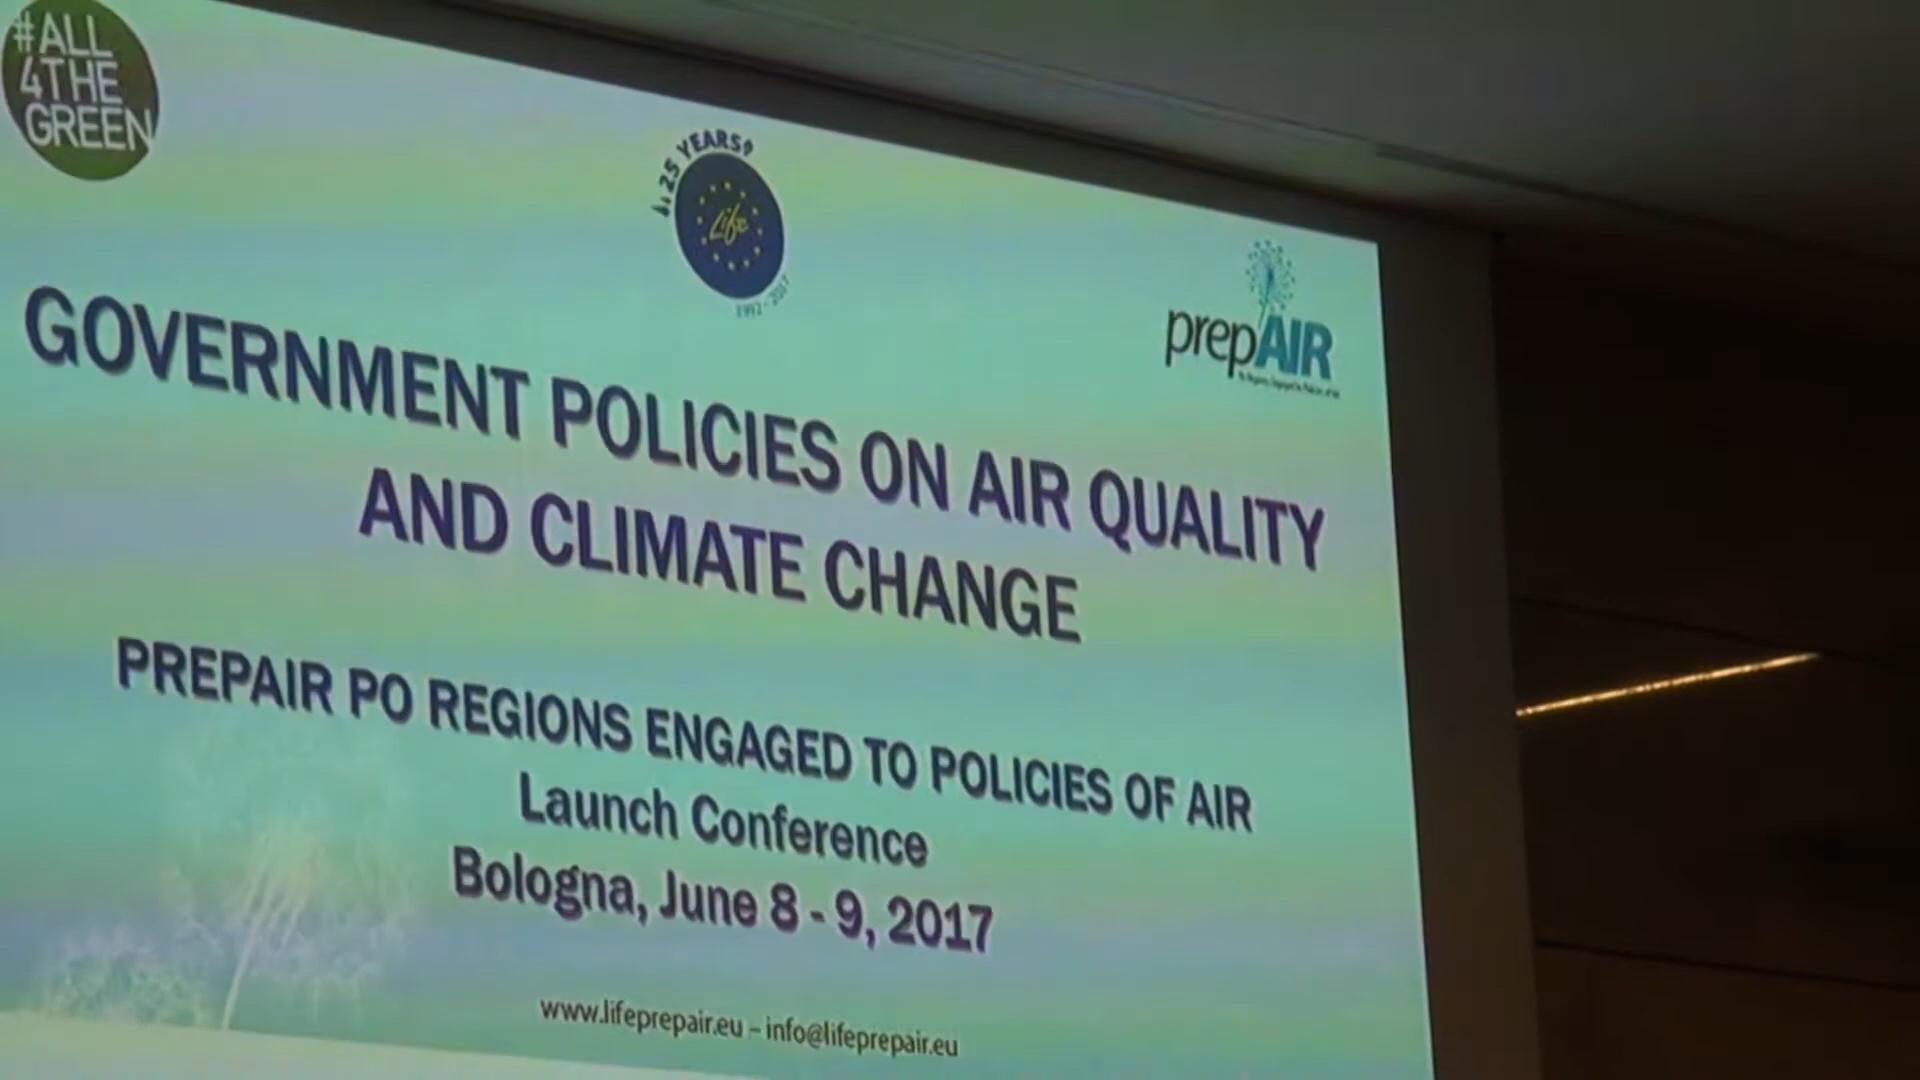 #ALL
4THE
GREEN
25 YEARS
Life
1992 - 2017
prepAIR
GOVERNMENT POLICIES ON AIR QUALITY
AND CLIMATE CHANGE
PREPAIR PO REGIONS ENGAGED TO POLICIES OF AIR
Launch Conference
Bologna, June 8 - 9, 2017
www.lifeprepair.eu – info@lifeprepair.eu